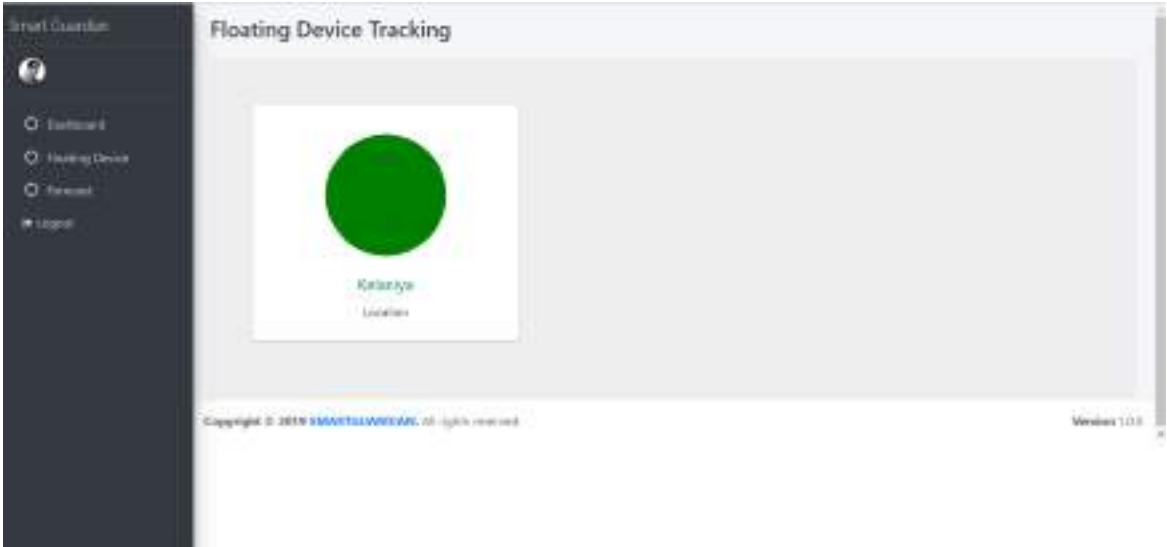 Smart Guardian
Floating Device Tracking
Dashboard
Floating Device
Forecast
Logout
Kelaniya
Location
Copyright © 2019 SMARTGUARDIAN. All rights reserved.
Version 1.0.0